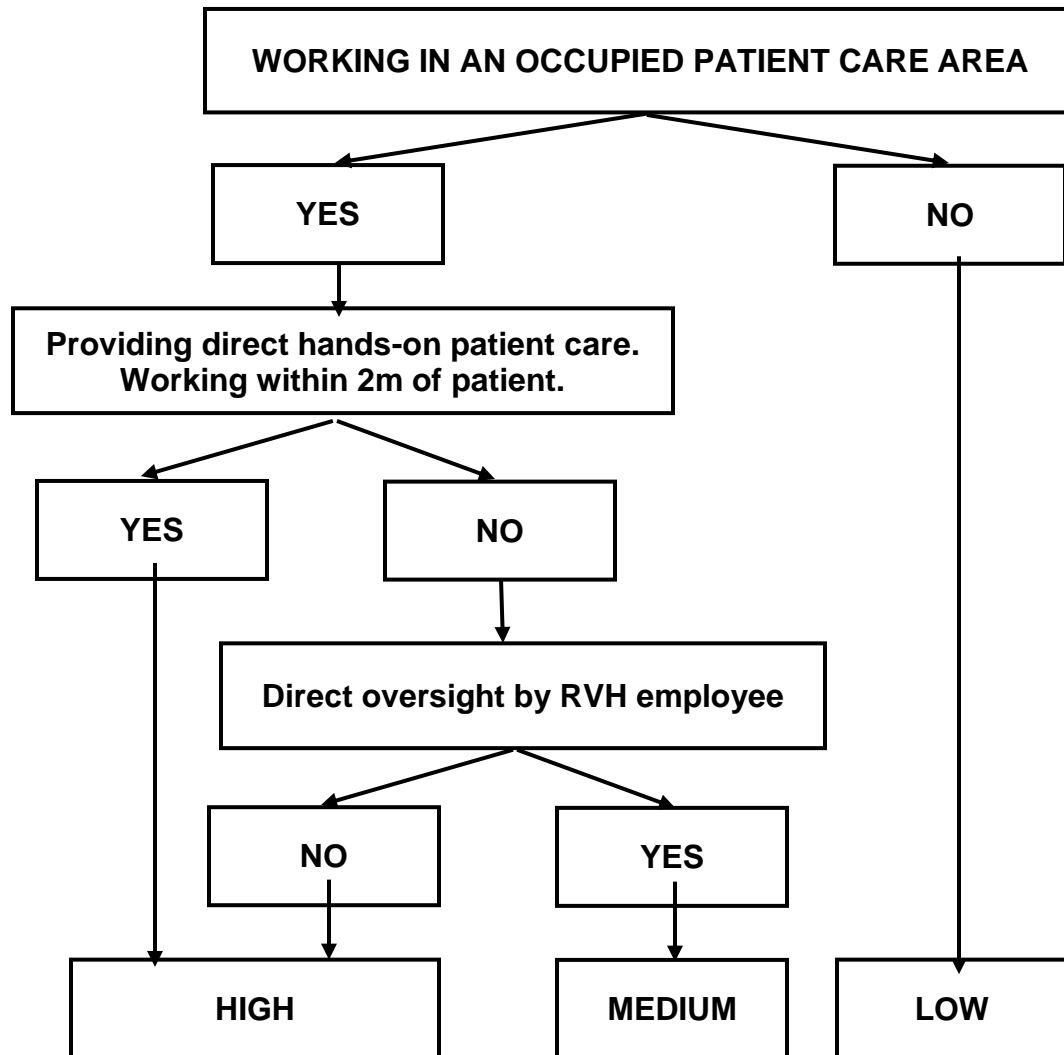 WORKING IN AN OCCUPIED PATIENT CARE AREA
YES
NO
Providing direct hands-on patient care.
Working within 2m of patient.
YES
NO
Direct oversight by RVH employee
NO
YES
HIGH
MEDIUM
LOW